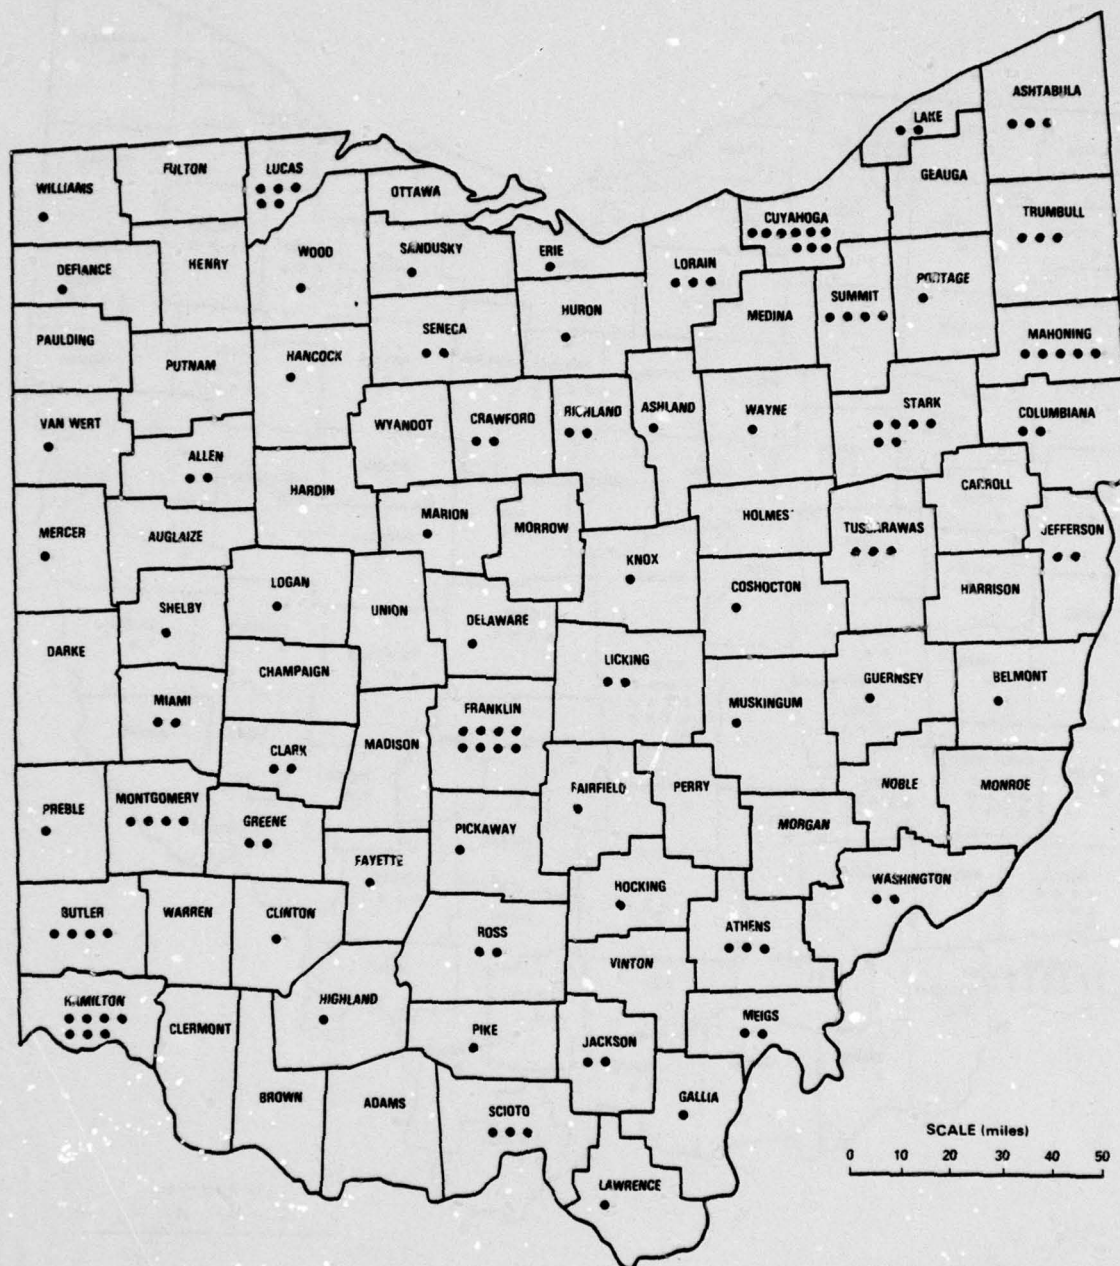 ASHTABULA
LAKE
GEAUGA
WILLIAMS
FULTON
LUCAS
OTTAWA
CUYAHOGA
TRUMBULL
DEFIANCE
HENRY
WOOD
SANDUSKY
ERIE
LORAIN
SUMMIT
PORTAGE
PAULDING
PUTNAM
HANCOCK
SENECA
HURON
MEDINA
MAHONING
VAN WERT
ALLEN
WYANDOT
CRAWFORD
RICHLAND
ASHLAND
WAYNE
STARK
COLUMBIANA
MERCER
AUGLAIZE
HARDIN
MARION
MORROW
HOLMES
TUSCARAWAS
CARROLL
JEFFERSON
SHELBY
LOGAN
UNION
DELAWARE
KNOX
COSHOCTON
HARRISON
DARKE
MIAMI
CHAMPAIGN
LICKING
MUSKINGUM
GUERNSEY
BELMONT
CLARK
MADISON
FRANKLIN
FAIRFIELD
PERRY
NOBLE
MONROE
PREBLE
MONTGOMERY
GREENE
PICKAWAY
MORGAN
FAYETTE
HOCKING
WASHINGTON
BUTLER
WARREN
CLINTON
ROSS
ATHENS
VINTON
HAMILTON
CLERMONT
HIGHLAND
PIKE
JACKSON
MEIGS
BROWN
ADAMS
SCIOTO
GALLIA
LAWRENCE
SCALE (miles)
0 10 20 30 40 50